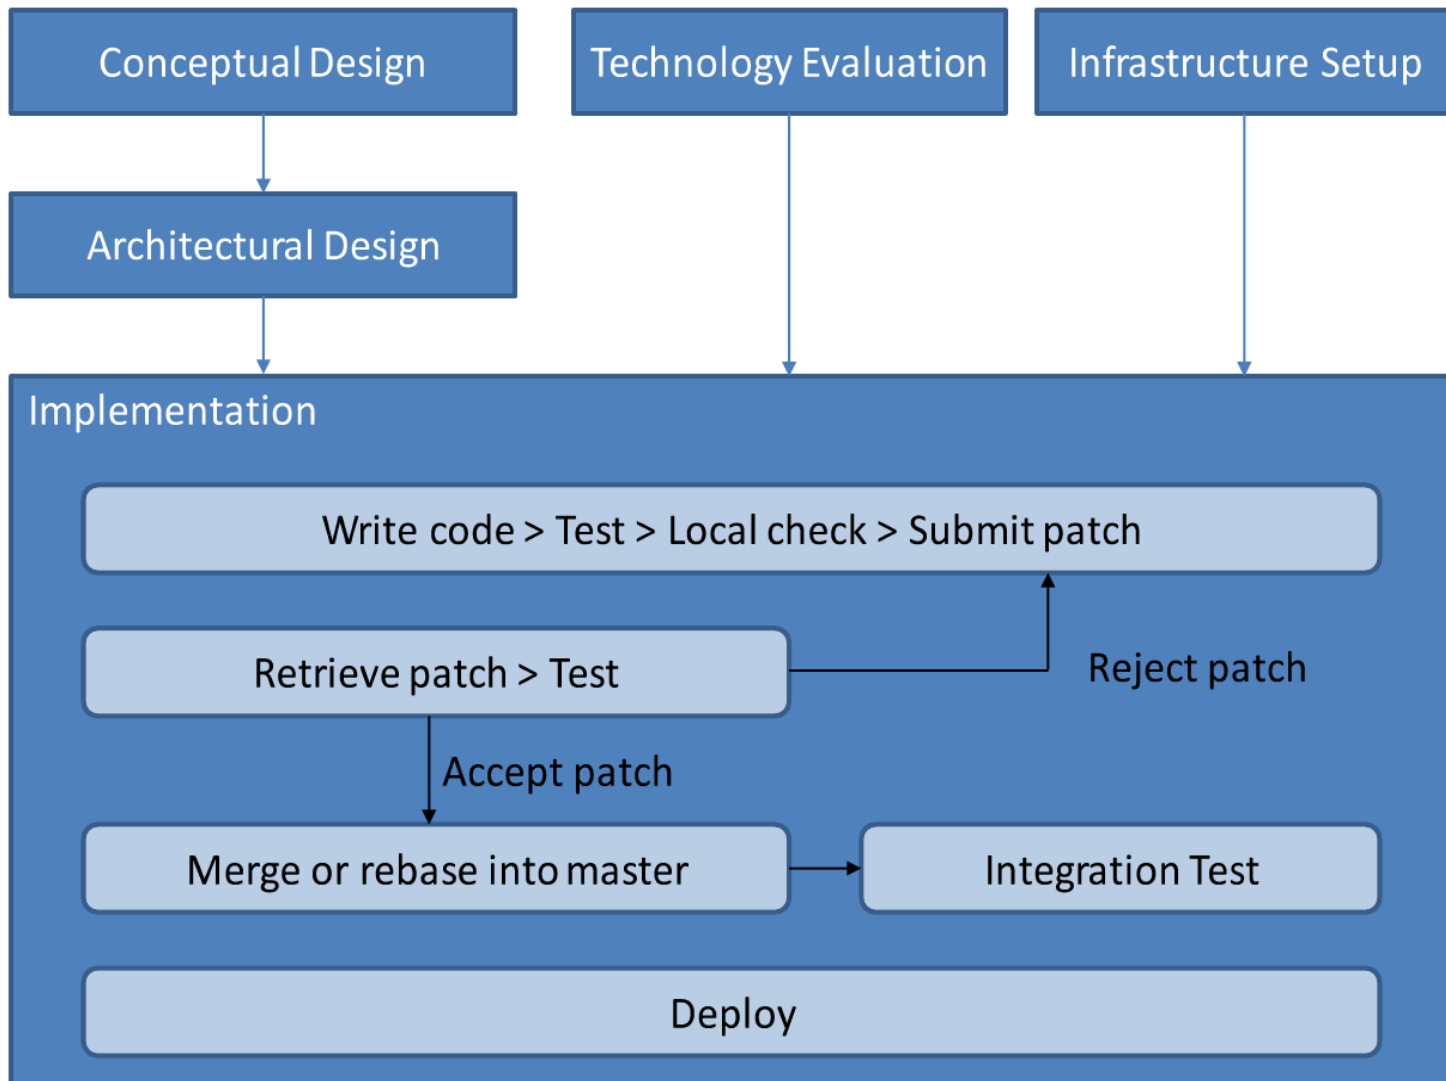 Conceptual Design
Technology Evaluation
Infrastructure Setup
Architectural Design
Implementation
Write code > Test > Local check > Submit patch
Retrieve patch > Test
Reject patch
Accept patch
Merge or rebase into master
Integration Test
Deploy